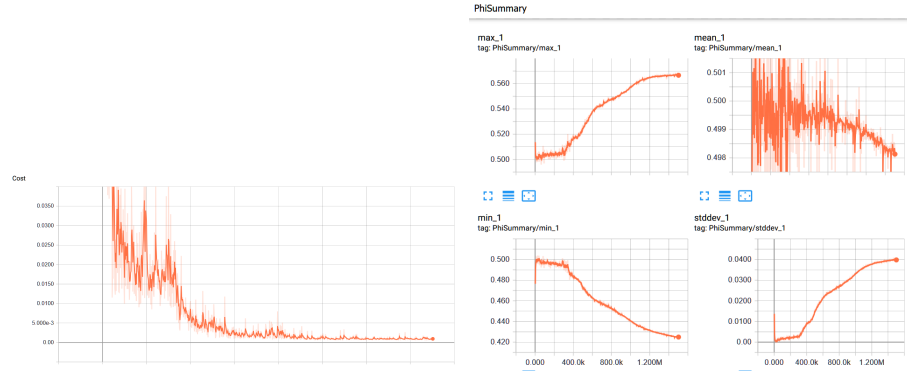 PhiSummary
max_1
tag: PhiSummary/max_1
0.560
0.540
0.520
0.500
mean_1
tag: PhiSummary/mean_1
0.501
0.500
0.499
0.498
Cost
0.0350
0.0300
0.0250
0.0200
0.0150
0.0100
5.000e-3
0.00
min_1
tag: PhiSummary/min_1
0.500
0.480
0.460
0.440
0.420
0.000 400.0k 800.0k 1.200M
stddev_1
tag: PhiSummary/stddev_1
0.0400
0.0300
0.0200
0.0100
0.00
0.000 400.0k 800.0k 1.200M